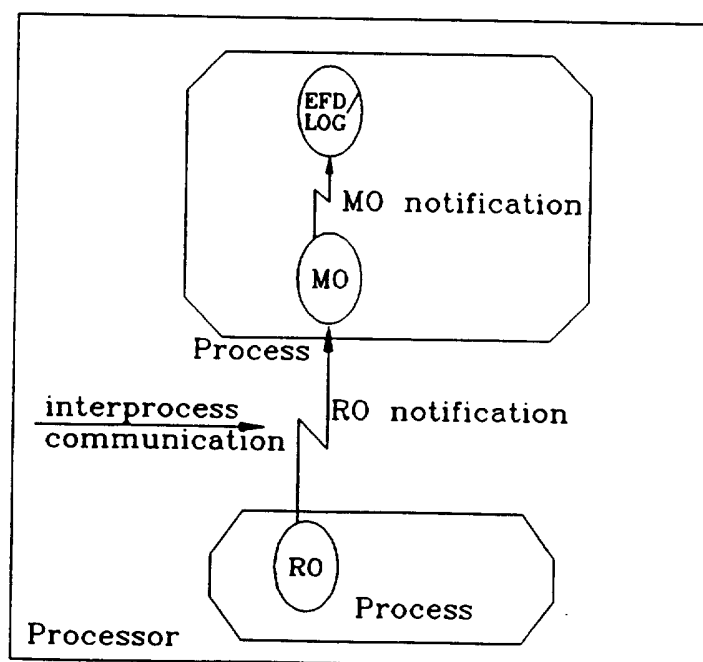 EFD/
LOG
MO notification
MO
Process
interprocess
communication
RO notification
RO
Process
Processor